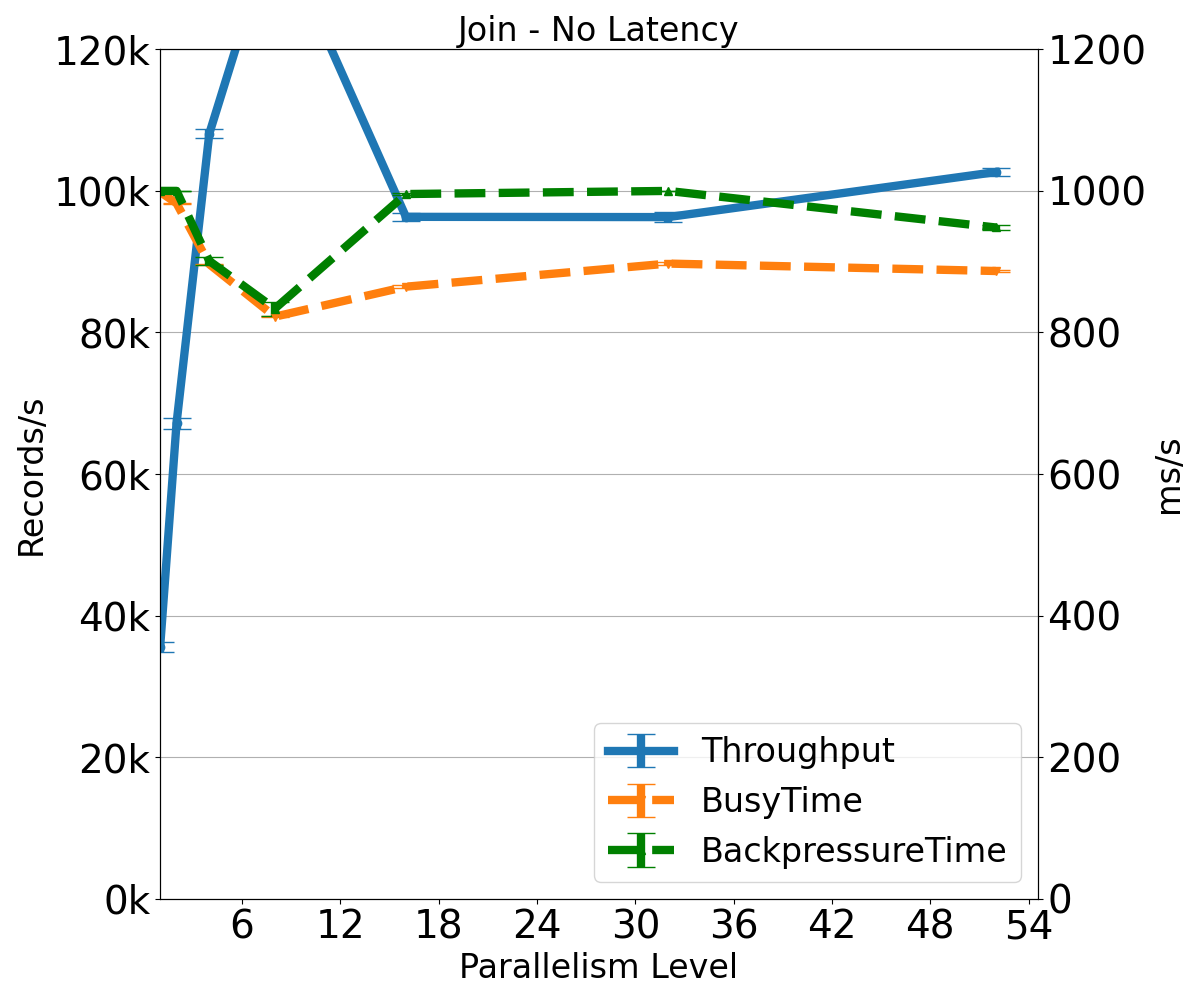 Join - No Latency
120k
100k
80k
60k
40k
20k
0k
Records/s
1200
1000
800
600
400
200
0
ms/s
6 12 18 24 30 36 42 48 54
Parallelism Level
Throughput
BusyTime
BackpressureTime